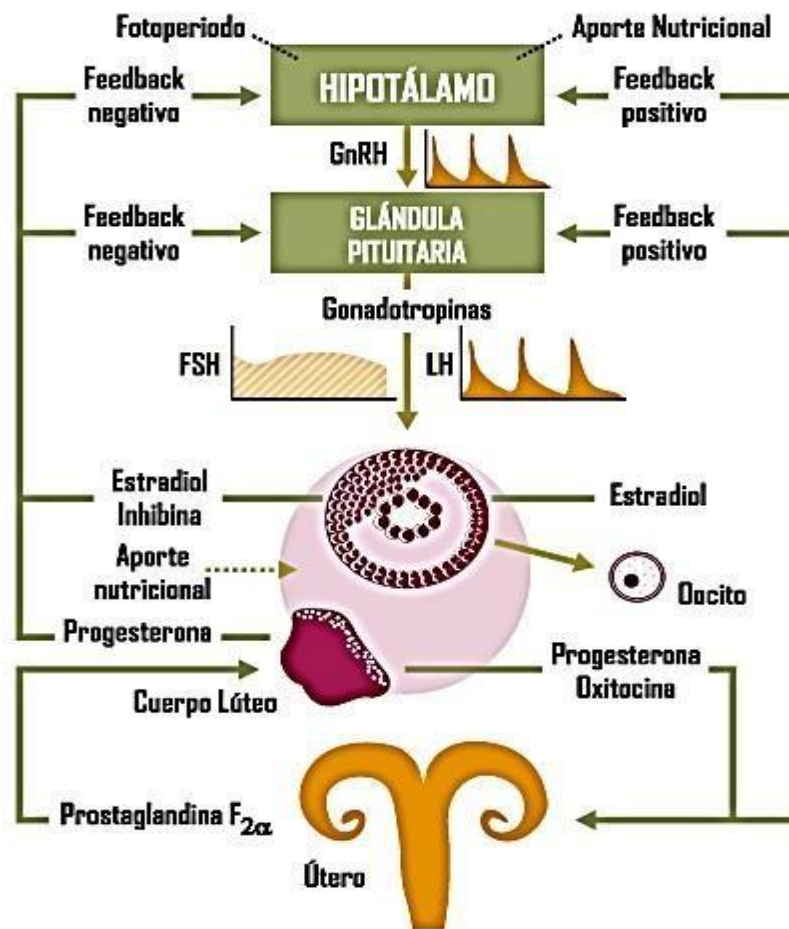 Fotoperiodo
Aporte Nutricional
Feedback
negativo
HIPOTÁLAMO
Feedback
positivo
GnRH
Feedback
negativo
GLÁNDULA
PITUITARIA
Feedback
positivo
Gonadotropinas
FSH
LH
Estradiol
Inhibina
Estradiol
Aporte
nutricional
Oocito
Progesterona
Progesterona
Oxitocina
Cuerpo Lúteo
Prostaglandina F2α
Útero